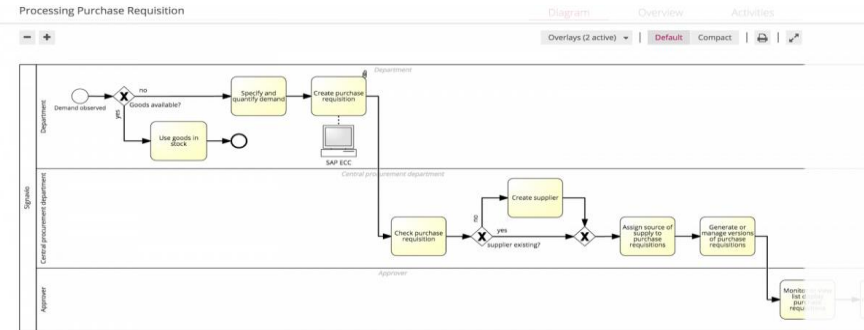 Processing Purchase Requisition
Diagram
Overview
Activities
Overlays (2 active)
Default
Compact
Signavio
Department
Department
Demand observed
no
Goods available?
yes
Specify and
quantify demand
Create purchase
requisition
Use goods in
stock
SAP ECC
Central procurement department
Central procurement department
Create supplier
no
yes
supplier existing?
Check purchase
requisition
Assign source of
supply to
purchase
requisitions
Generate or
manage versions
of purchase
requisitions
Approver
Approver
list